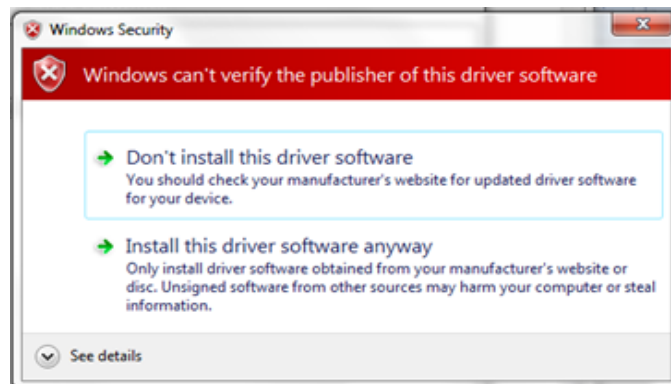 Windows Security
Windows can't verify the publisher of this driver software
Don't install this driver software
You should check your manufacturer's website for updated driver software
for your device.
Install this driver software anyway
Only install driver software obtained from your manufacturer's website or
disc. Unsigned software from other sources may harm your computer or steal
information.
See details